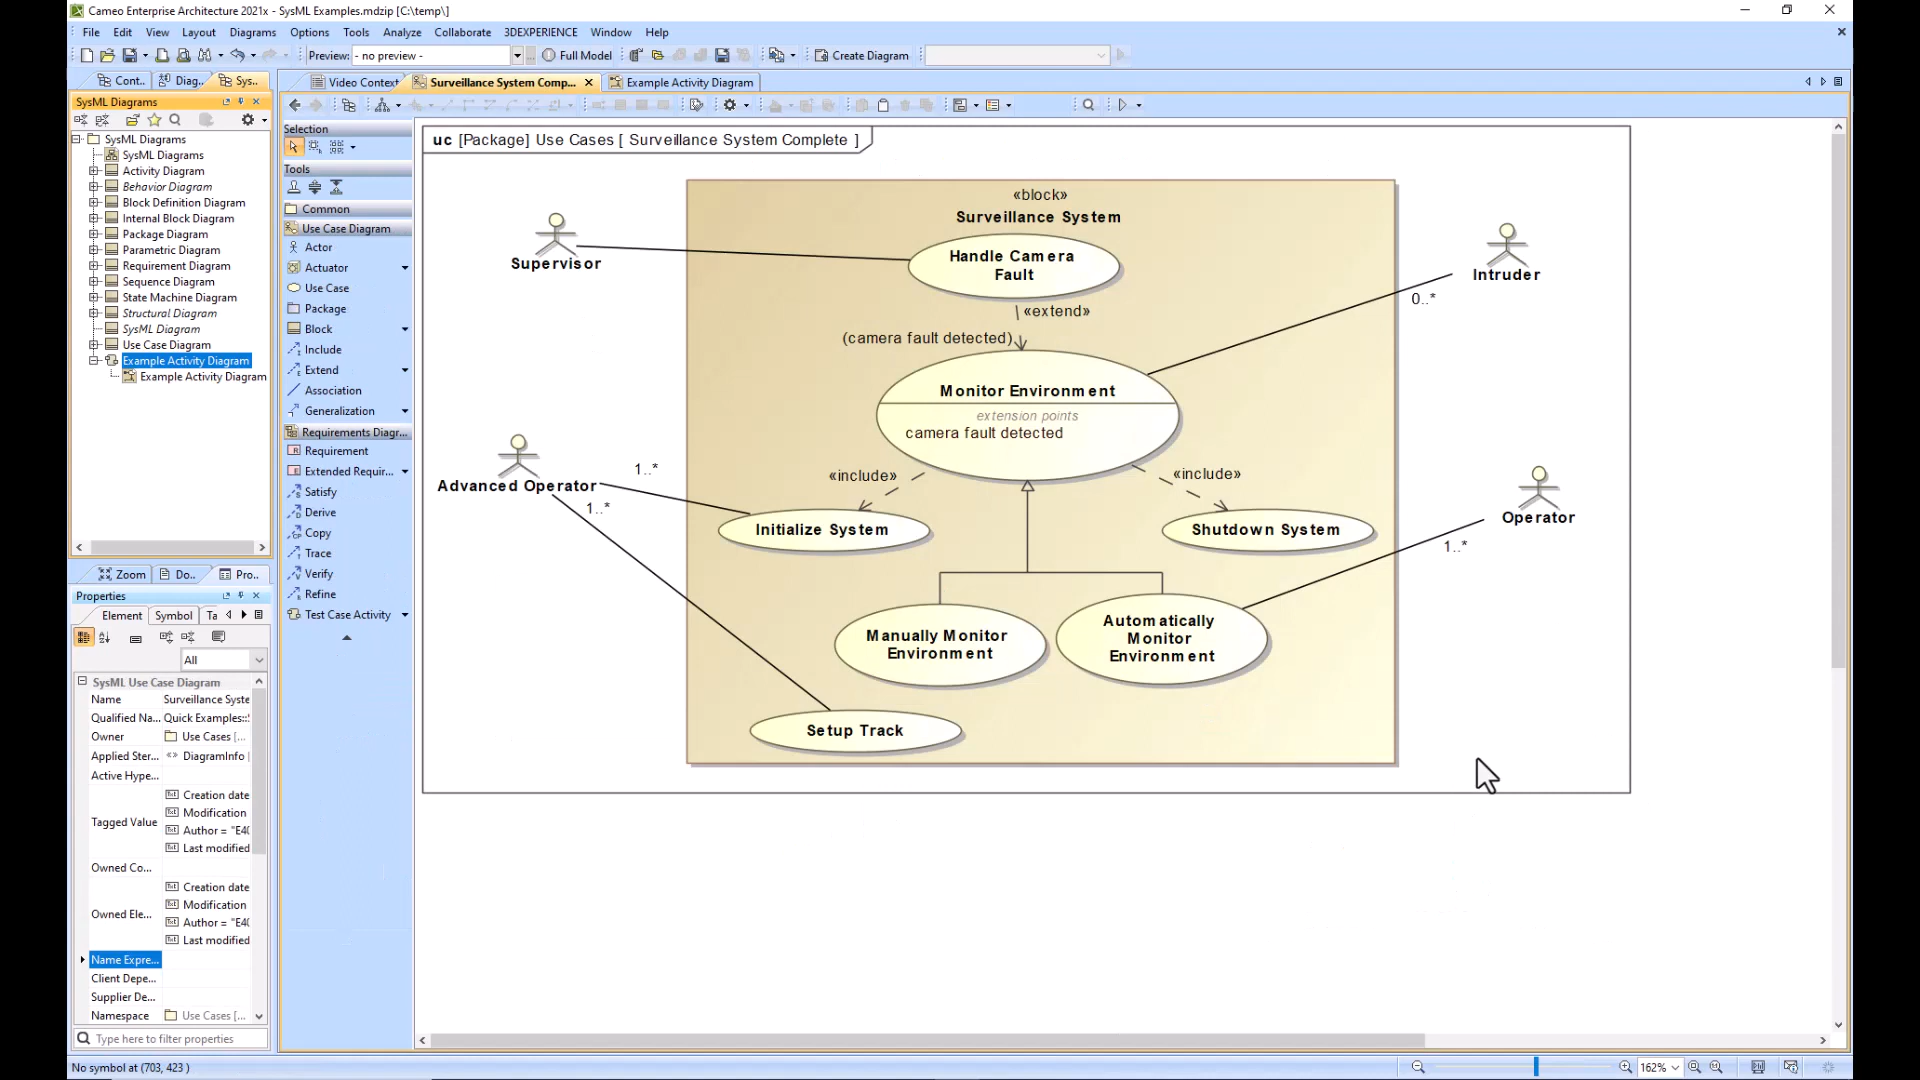 Cameo Enterprise Architecture 2021x - SysML Examples.mdzip [C:\temp\]
File Edit View Layout Diagrams Options Tools Analyze Collaborate 3DEXPERIENCE Window Help
Preview: - no preview - Full Model Create Diagram
Cont.. Diag.. Sys..
Video Context Surveillance System Comp... Example Activity Diagram
SysML Diagrams
SysML Diagrams
SysML Diagrams
Activity Diagram
Behavior Diagram
Block Definition Diagram
Internal Block Diagram
Package Diagram
Parametric Diagram
Requirement Diagram
Sequence Diagram
State Machine Diagram
Structural Diagram
SysML Diagram
Use Case Diagram
Example Activity Diagram
Example Activity Diagram
Zoom Do... Pro...
Properties
Element Symbol Ta
All
SysML Use Case Diagram
Name Surveillance Syste
Qualified Na... Quick Examples::
Owner Use Cases [...
Applied Ster... «» DiagramInfo
Active Hype...
Tagged Value
Creation date
Modification
Author = "E4
Last modified
Owned Co...
Owned Ele...
Creation date
Modification
Author = "E4
Last modified
Name Expre...
Client Depe...
Supplier De...
Namespace Use Cases [...
Type here to filter properties
No symbol at (703, 423 )
Selection
Tools
Common
Use Case Diagram
Actor
Actuator
Use Case
Package
Block
Include
Extend
Association
Generalization
Requirements Diagr...
Requirement
Extended Requir...
Satisfy
Derive
Copy
Trace
Verify
Refine
Test Case Activity
uc [Package] Use Cases [ Surveillance System Complete ]
«block»
Surveillance System
Supervisor
Handle Camera
Fault
Intruder
0..*
«extend»
(camera fault detected)
Monitor Environment
extension points
camera fault detected
Advanced Operator
1..*
1..*
«include»
«include»
Initialize System
Shutdown System
Operator
1..*
Manually Monitor
Environment
Automatically
Monitor
Environment
Setup Track
162%